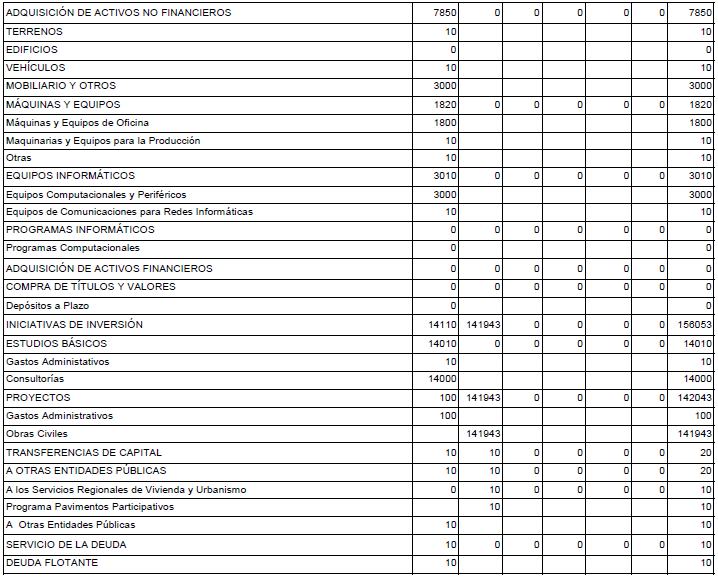 ADQUISICIÓN DE ACTIVOS NO FINANCIEROS 7850 0 0 0 0 0 7850
TERRENOS 10 10
EDIFICIOS 0 0
VEHÍCULOS 10 10
MOBILIARIO Y OTROS 3000 3000
MÁQUINAS Y EQUIPOS 1820 0 0 0 0 0 1820
Máquinas y Equipos de Oficina 1800 1800
Maquinarias y Equipos para la Producción 10 10
Otras 10 10
EQUIPOS INFORMÁTICOS 3010 0 0 0 0 0 3010
Equipos Computacionales y Periféricos 3000 3000
Equipos de Comunicaciones para Redes Informáticas 10 10
PROGRAMAS INFORMÁTICOS 0 0 0 0 0 0 0
Programas Computacionales 0 0
ADQUISICIÓN DE ACTIVOS FINANCIEROS 0 0 0 0 0 0 0
COMPRA DE TÍTULOS Y VALORES 0 0 0 0 0 0 0
Depósitos a Plazo 0 0
INICIATIVAS DE INVERSIÓN 14110 141943 0 0 0 0 156053
ESTUDIOS BÁSICOS 14010 0 0 0 0 0 14010
Gastos Administativos 10 10
Consultorías 14000 14000
PROYECTOS 100 141943 0 0 0 0 142043
Gastos Administrativos 100 100
Obras Civiles 141943 141943
TRANSFERENCIAS DE CAPITAL 10 10 0 0 0 0 20
A OTRAS ENTIDADES PÚBLICAS 10 10 0 0 0 0 20
A los Servicios Regionales de Vivienda y Urbanismo 0 10 0 0 0 0 10
Programa Pavimentos Participativos 10 10
A  Otras Entidades Públicas 10 10
SERVICIO DE LA DEUDA 10 0 0 0 0 0 10
DEUDA FLOTANTE 10 10